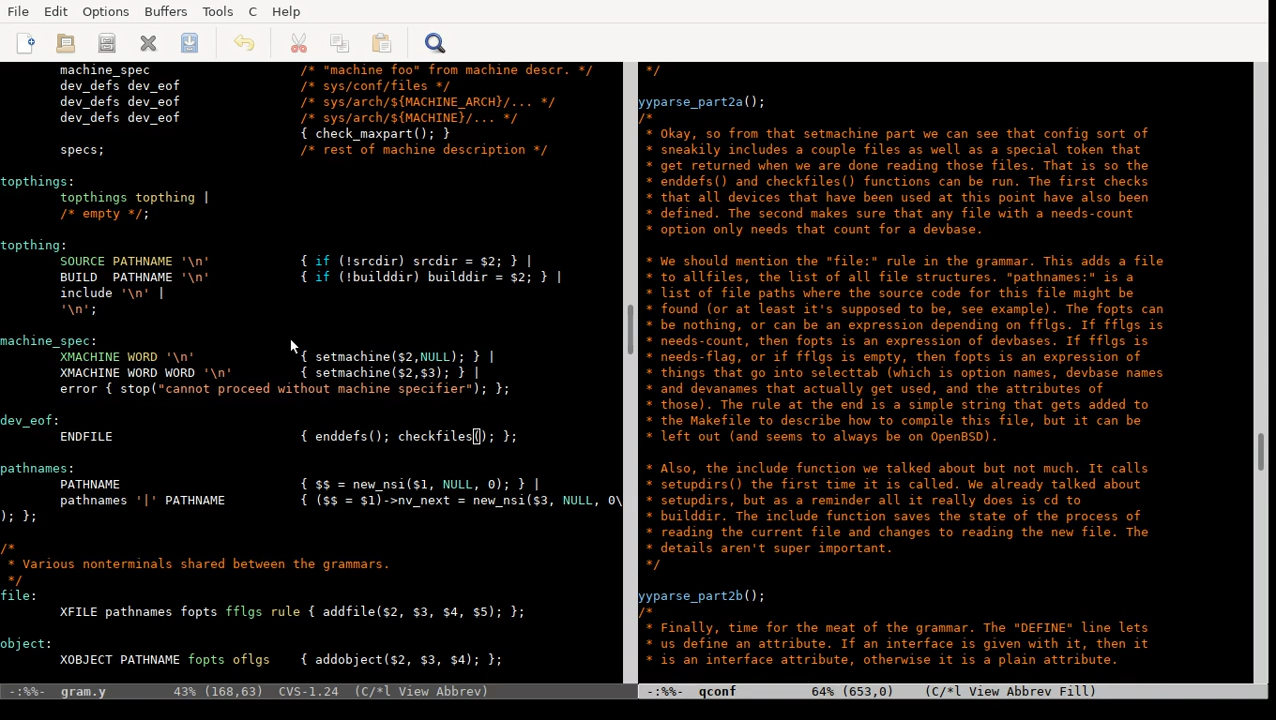 File Edit Options Buffers Tools C Help
machine_spec /* "machine foo" from machine descr. */
dev_defs dev_eof /* sys/conf/files */
dev_defs dev_eof /* sys/arch/${MACHINE_ARCH}/... */
dev_defs dev_eof /* sys/arch/${MACHINE}/... */
{ check_maxpart(); }
specs; /* rest of machine description */
topthings:
topthings topthing |
/* empty */;
topthing:
SOURCE PATHNAME '\n' { if (!srcdir) srcdir = $2; } |
BUILD PATHNAME '\n' { if (!builddir) builddir = $2; } |
include '\n' |
'\n';
machine_spec:
XMACHINE WORD '\n' { setmachine($2,NULL); } |
XMACHINE WORD WORD '\n' { setmachine($2,$3); } |
error { stop("cannot proceed without machine specifier"); };
dev_eof:
ENDFILE { enddefs(); checkfiles(); };
pathnames:
PATHNAME { $$ = new_nsi($1, NULL, 0); } |
pathnames '|' PATHNAME { ($$ = $1)->nv_next = new_nsi($3, NULL, 0\
); };
/*
* Various nonterminals shared between the grammars.
*/
file:
XFILE pathnames fopts fflgs rule { addfile($2, $3, $4, $5); };
object:
XOBJECT PATHNAME fopts oflgs { addobject($2, $3, $4); };
-:%%- gram.y 43% (168,63) CVS-1.24 (C/*l View Abbrev)
*/
yyparse_part2a();
/*
* Okay, so from that setmachine part we can see that config sort of
* sneakily includes a couple files as well as a special token that
* get returned when we are done reading those files. That is so the
* enddefs() and checkfiles() functions can be run. The first checks
* that all devices that have been used at this point have also been
* defined. The second makes sure that any file with a needs-count
* option only needs that count for a devbase.
* We should mention the "file:" rule in the grammar. This adds a file
* to allfiles, the list of all file structures. "pathnames:" is a
* list of file paths where the source code for this file might be
* found (or at least it's supposed to be, see example). The fopts can
* be nothing, or can be an expression depending on fflgs. If fflgs is
* needs-count, then fopts is an expression of devbases. If fflgs is
* needs-flag, or if fflgs is empty, then fopts is an expression of
* things that go into selecttab (which is option names, devbase names
* and devanames that actually get used, and the attributes of
* those). The rule at the end is a simple string that gets added to
* the Makefile to describe how to compile this file, but it can be
* left out (and seems to always be on OpenBSD).
* Also, the include function we talked about but not much. It calls
* setupdirs() the first time it is called. We already talked about
* setupdirs, but as a reminder all it really does is cd to
* builddir. The include function saves the state of the process of
* reading the current file and changes to reading the new file. The
* details aren't super important.
*/
yyparse_part2b();
/*
* Finally, time for the meat of the grammar. The "DEFINE" line lets
* us define an attribute. If an interface is given with it, then it
* is an interface attribute, otherwise it is a plain attribute.
-:%%- qconf 64% (653,0) (C/*l View Abbrev Fill)